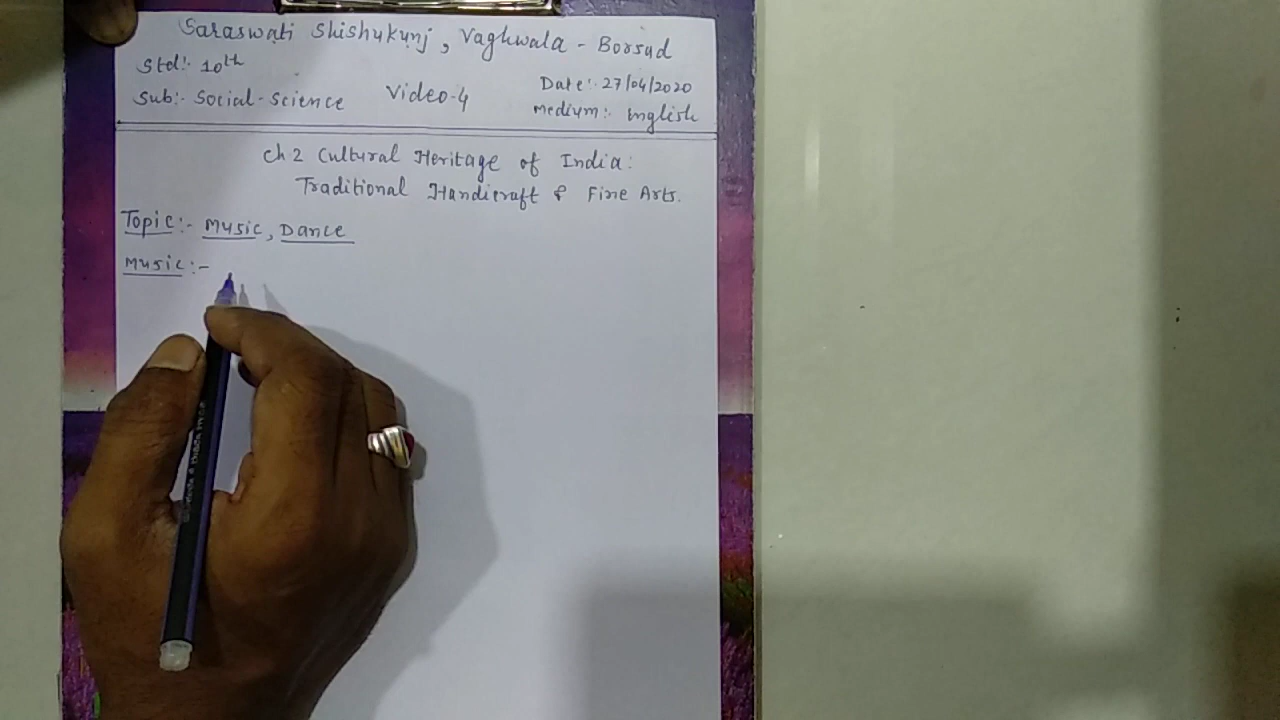 Saraswati Shishukunj, Vaghwala - Borsad
Std:- 10th
Date:- 27/04/2020
Sub:- Social-Science
Video-4
Medium:- English
Ch 2 Cultural Heritage of India:
Traditional Handicraft & Fine Arts.
Topic:- Music, Dance
Music:-